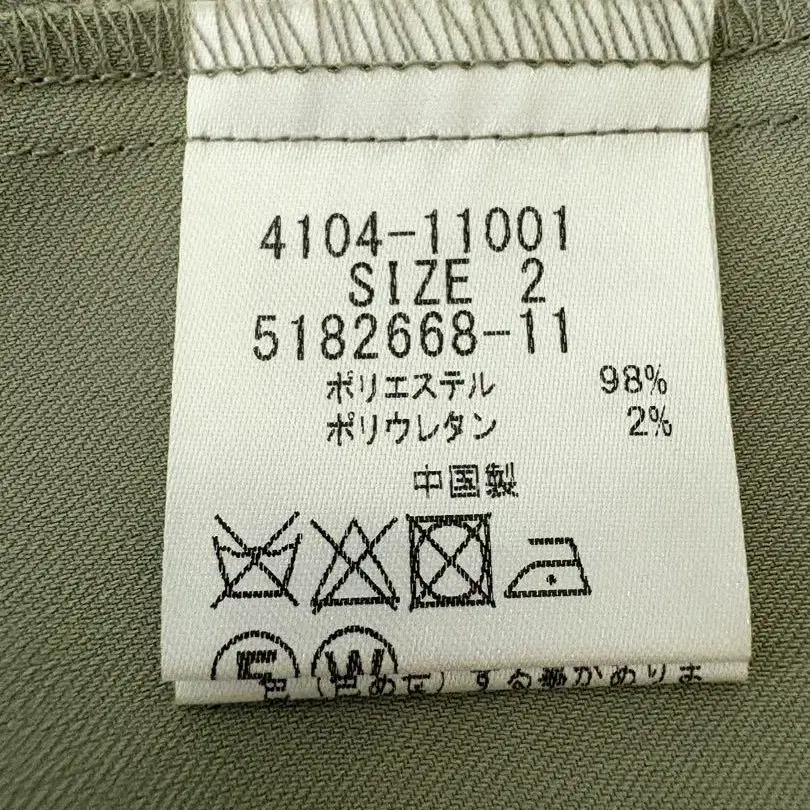 4104-11001
SIZE 2
5182668-11
ポリエステル 98%
ポリウレタン 2%
中国製